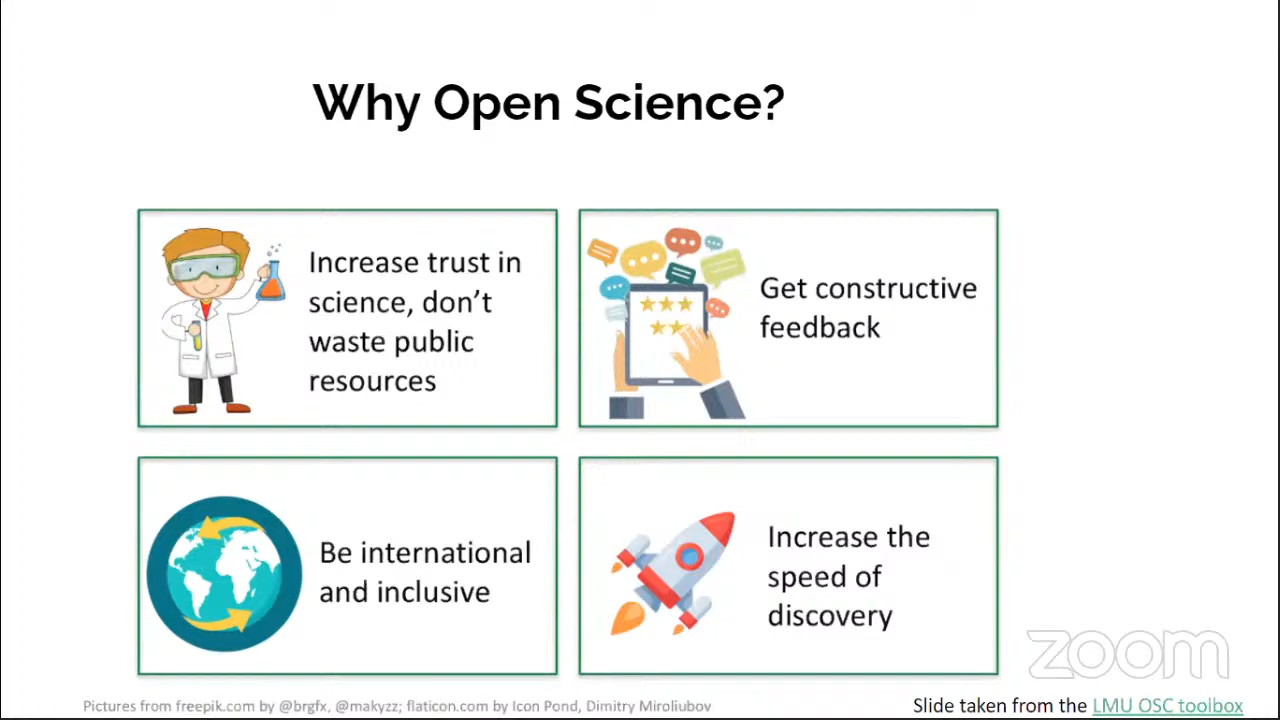 Why Open Science?
Increase trust in
science, don't
waste public
resources
Get constructive
feedback
Be international
and inclusive
Increase the
speed of
discovery
zoom
Pictures from freepik.com by @brgfx, @makyzz; flaticon.com by Icon Pond, Dimitry Miroliubov
Slide taken from the LMU OSC toolbox